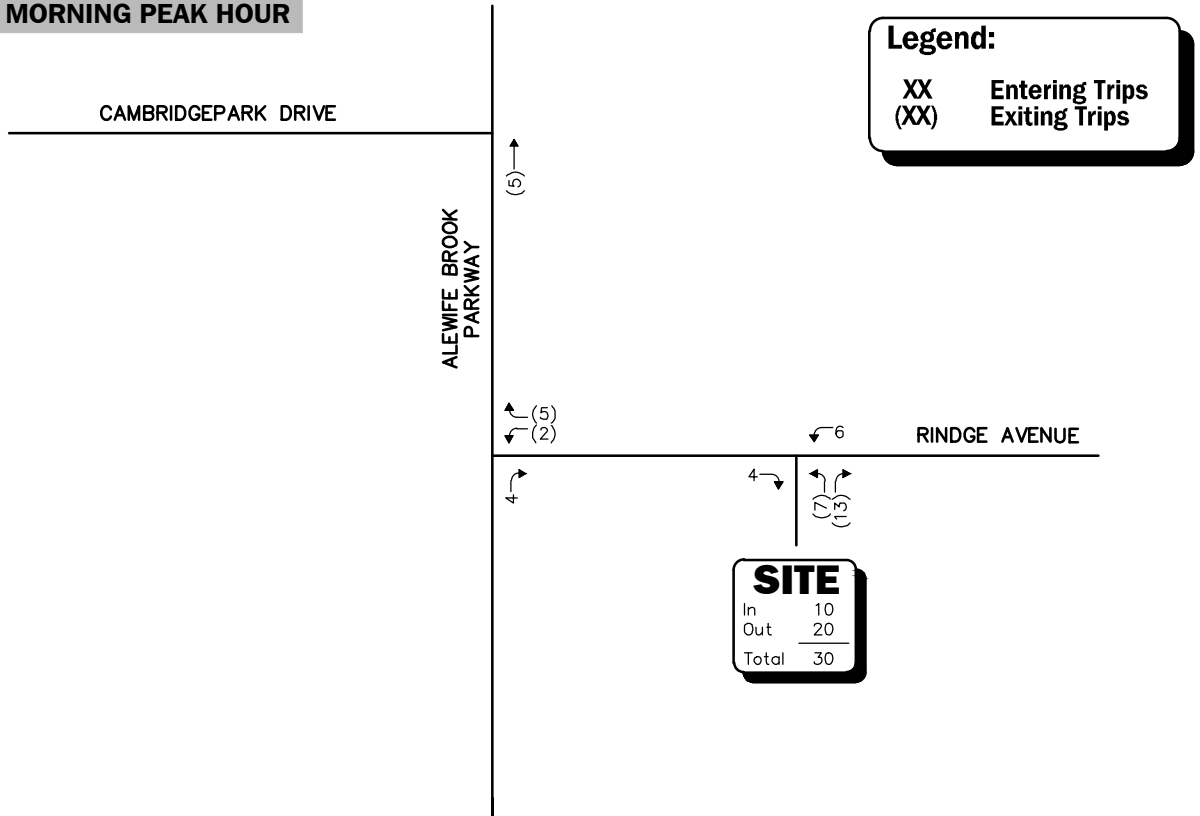 MORNING PEAK HOUR
Legend:
XX Entering Trips
(XX) Exiting Trips
CAMBRIDGEPARK DRIVE
(5)
ALEWIFE BROOK
PARKWAY
(5)
(2)
4
6
RINDGE AVENUE
4
(7)
(13)
SITE
In 10
Out 20
Total 30